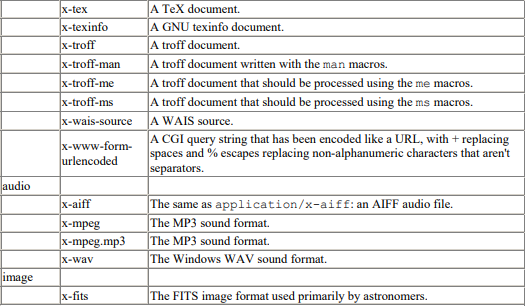 x-tex A TeX document.
x-texinfo A GNU texinfo document.
x-troff A troff document.
x-troff-man A troff document written with the man macros.
x-troff-me A troff document that should be processed using the me macros.
x-troff-ms A troff document that should be processed using the ms macros.
x-wais-source A WAIS source.
x-www-form-
urlencoded
A CGI query string that has been encoded like a URL, with + replacing
spaces and % escapes replacing non-alphanumeric characters that aren't
separators.
audio
x-aiff The same as application/x-aiff: an AIFF audio file.
x-mpeg The MP3 sound format.
x-mpeg.mp3 The MP3 sound format.
x-wav The Windows WAV sound format.
image
x-fits The FITS image format used primarily by astronomers.